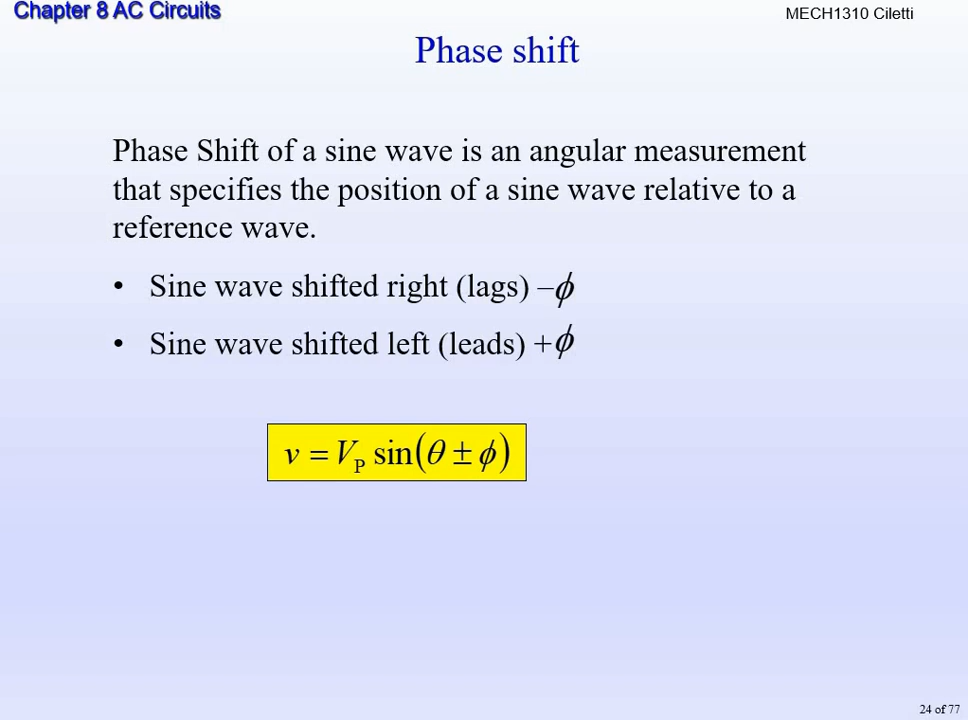 Chapter 8 AC Circuits
MECH1310 Ciletti
Phase shift
Phase Shift of a sine wave is an angular measurement
that specifies the position of a sine wave relative to a
reference wave.
• Sine wave shifted right (lags) –ϕ
• Sine wave shifted left (leads) +ϕ
v = V_P sin(θ ± ϕ)
24 of 77